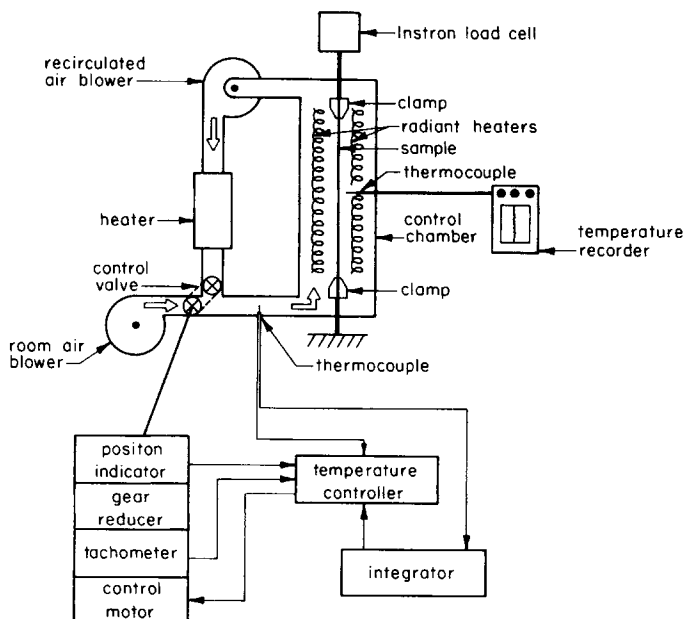 Instron load cell
recirculated
air blower
clamp
radiant heaters
sample
thermocouple
heater
control
chamber
temperature
recorder
control
valve
clamp
room air
blower
thermocouple
positon
indicator
gear
reducer
tachometer
control
motor
temperature
controller
integrator